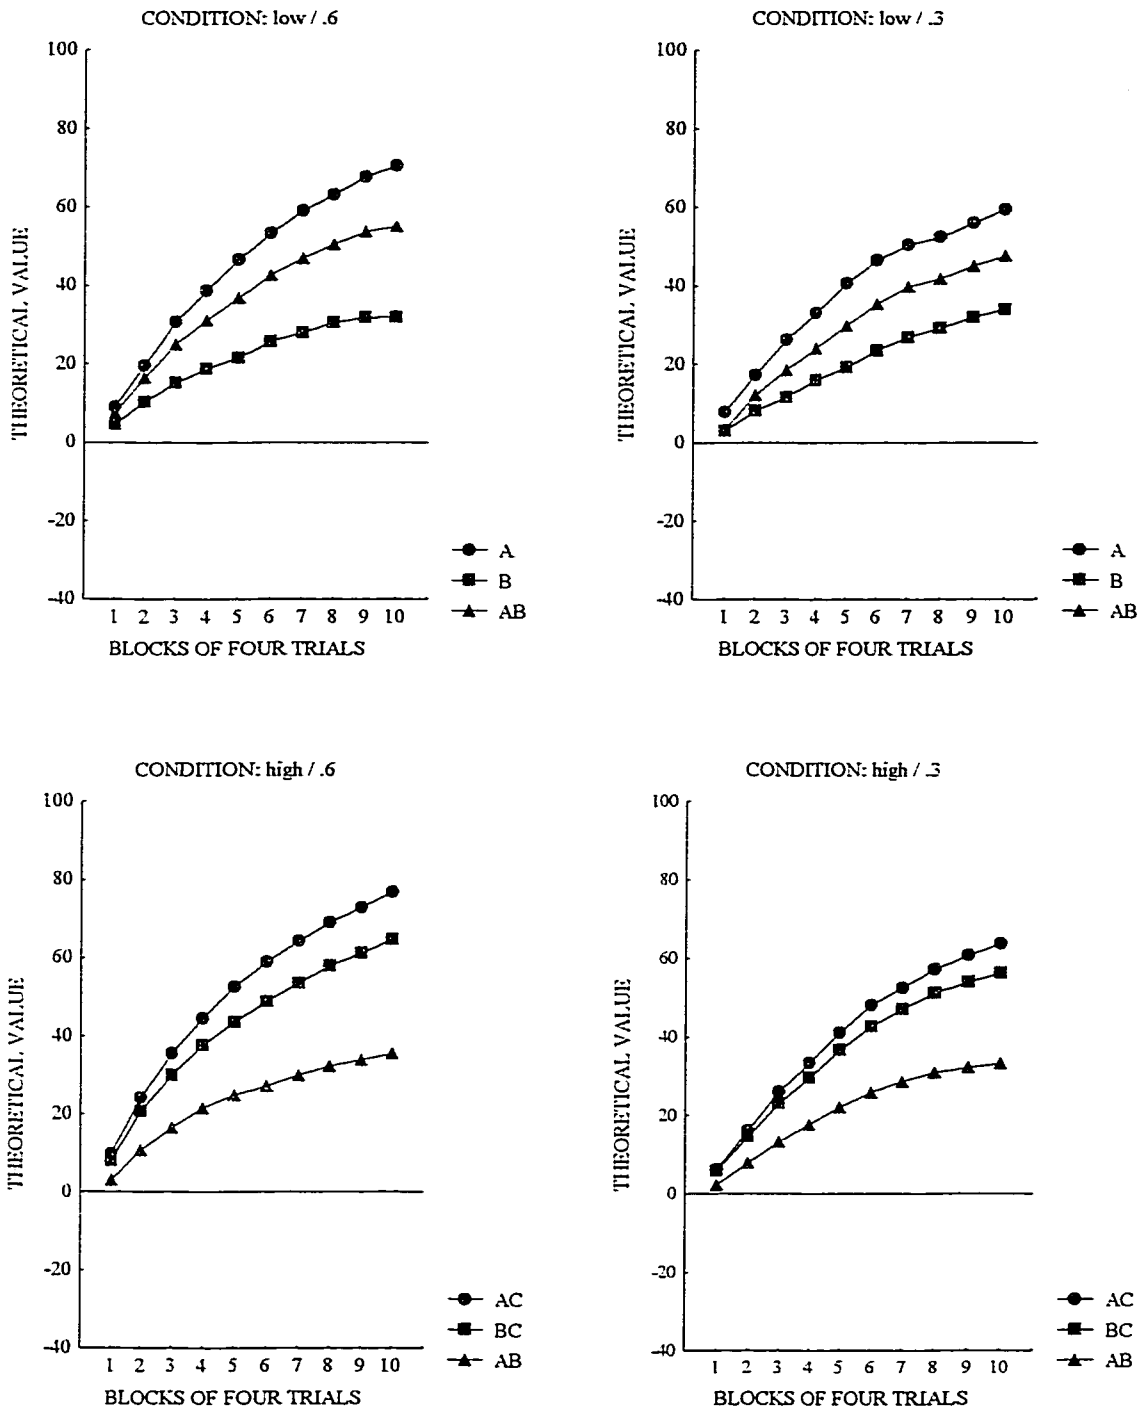 CONDITION: low / .6
100
80
60
40
20
0
-20
-40
THEORETICAL VALUE
A
B
AB
1 2 3 4 5 6 7 8 9 10
BLOCKS OF FOUR TRIALS
CONDITION: low / .3
100
80
60
40
20
0
-20
-40
THEORETICAL VALUE
A
B
AB
1 2 3 4 5 6 7 8 9 10
BLOCKS OF FOUR TRIALS
CONDITION: high / .6
100
80
60
40
20
0
-20
-40
THEORETICAL VALUE
AC
BC
AB
1 2 3 4 5 6 7 8 9 10
BLOCKS OF FOUR TRIALS
CONDITION: high / .3
100
80
60
40
20
0
-20
-40
THEORETICAL VALUE
AC
BC
AB
1 2 3 4 5 6 7 8 9 10
BLOCKS OF FOUR TRIALS